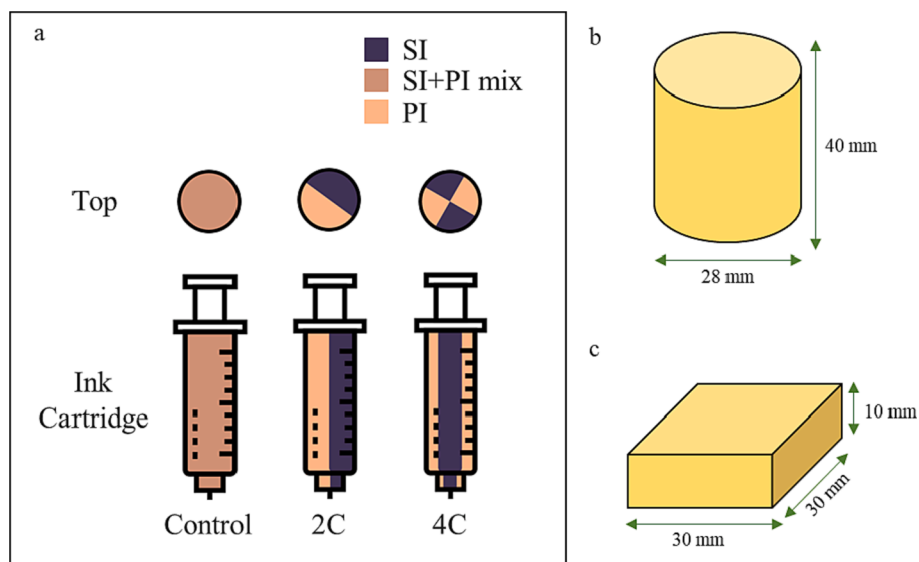 a
SI
SI+PI mix
PI
Top
Ink
Cartridge
Control
2C
4C
b
40 mm
28 mm
c
10 mm
30 mm
30 mm